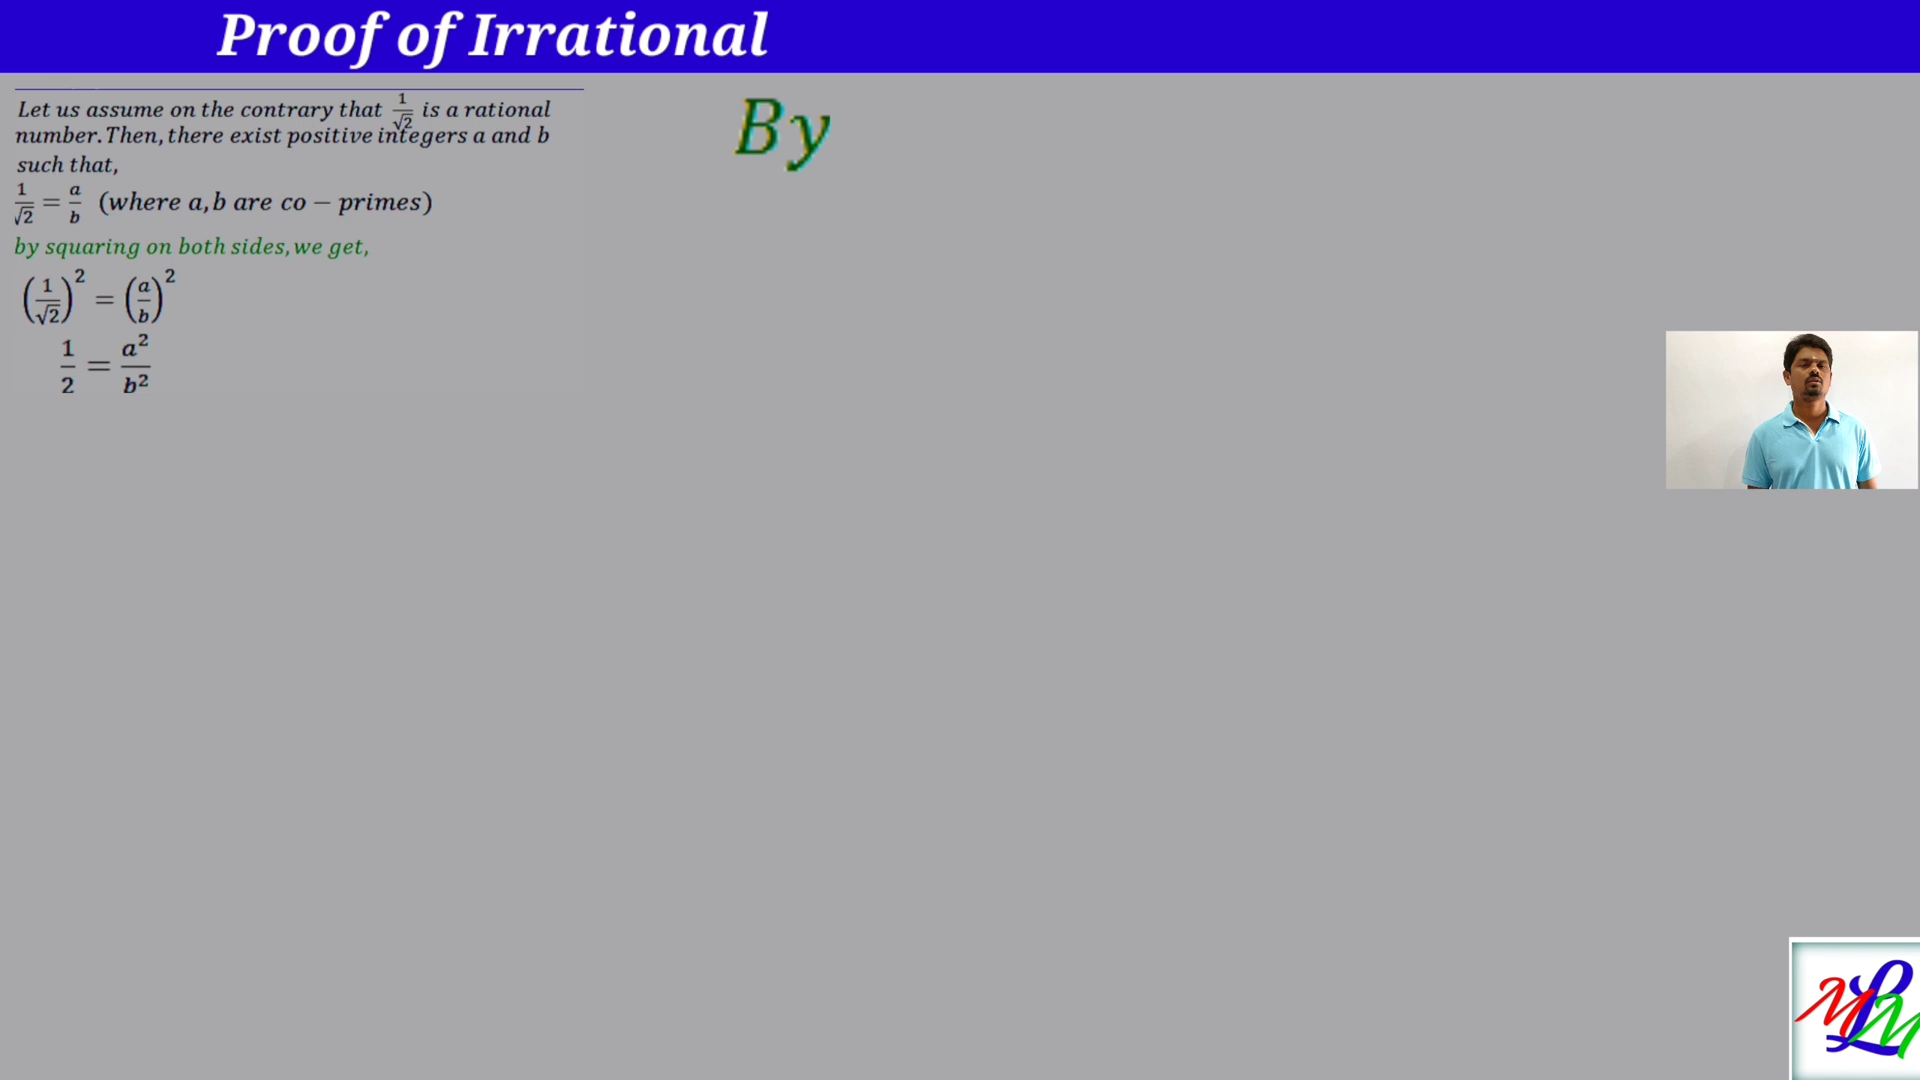 Proof of Irrational
Let us assume on the contrary that 1/√2 is a rational
number. Then, there exist positive integers a and b
such that,
1/√2 = a/b (where a, b are co − primes)
by squaring on both sides, we get,
(1/√2)² = (a/b)²
1/2 = a²/b²
By
MLM